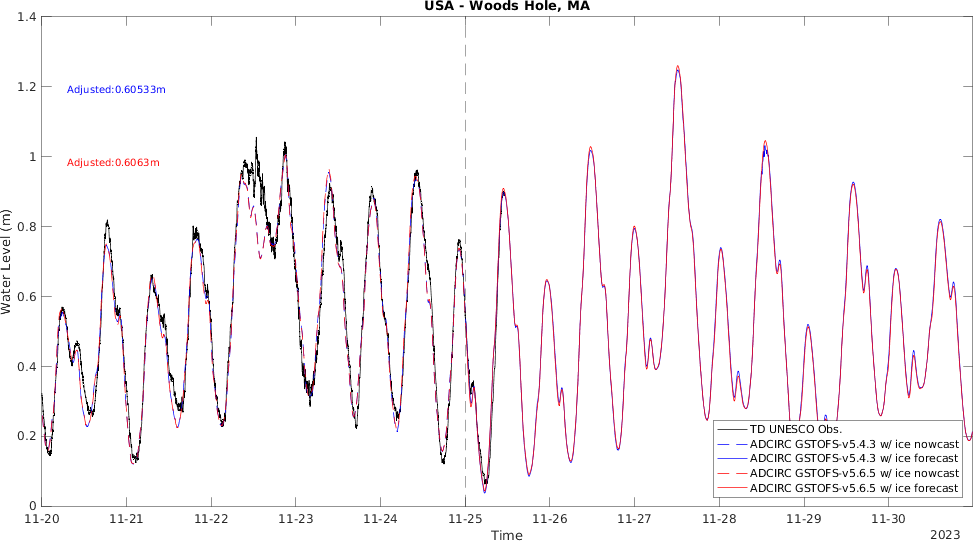 USA - Woods Hole, MA
1.4
1.2
1
0.8
0.6
0.4
0.2
0
Water Level (m)
Adjusted:0.60533m
Adjusted:0.6063m
TD UNESCO Obs.
ADCIRC GSTOFS-v5.4.3 w/ ice nowcast
ADCIRC GSTOFS-v5.4.3 w/ ice forecast
ADCIRC GSTOFS-v5.6.5 w/ ice nowcast
ADCIRC GSTOFS-v5.6.5 w/ ice forecast
11-20 11-21 11-22 11-23 11-24 11-25 11-26 11-27 11-28 11-29 11-30
Time
2023